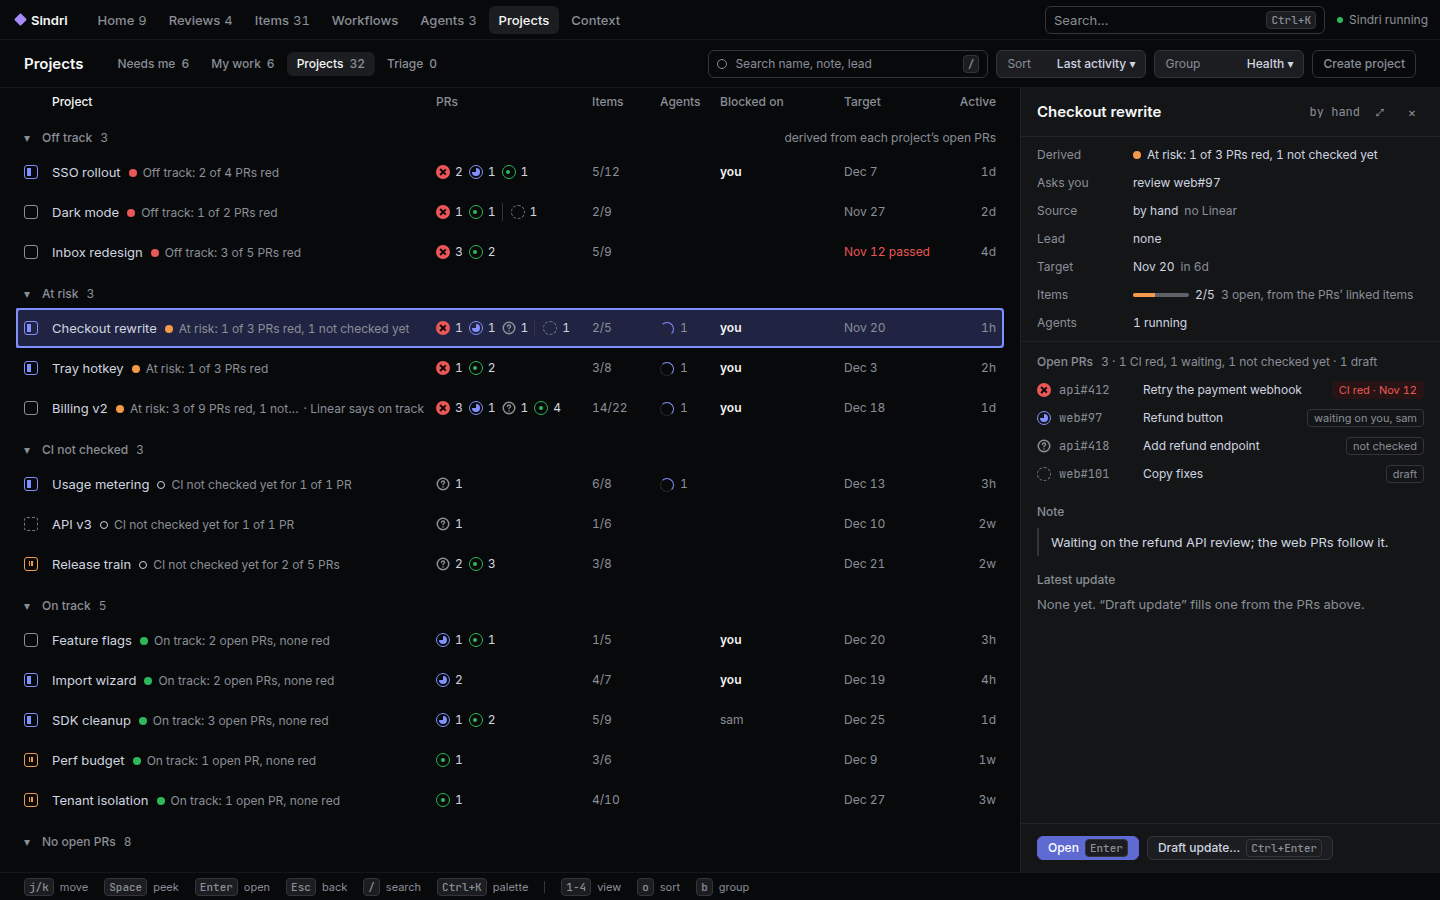 Sindri Home 9 Reviews 4 Items 31 Workflows Agents 3 Projects Context Search... Ctrl+K Sindri running
Projects Needs me 6 My work 6 Projects 32 Triage 0 Search name, note, lead / Sort Last activity ▾ Group Health ▾ Create project
Project PRs Items Agents Blocked on Target Active
▾ Off track 3 derived from each project's open PRs
SSO rollout Off track: 2 of 4 PRs red 2 1 1 5/12 you Dec 7 1d
Dark mode Off track: 1 of 2 PRs red 1 1 1 2/9 Nov 27 2d
Inbox redesign Off track: 3 of 5 PRs red 3 2 5/9 Nov 12 passed 4d
▾ At risk 3
Checkout rewrite At risk: 1 of 3 PRs red, 1 not checked yet 1 1 1 1 2/5 1 you Nov 20 1h
Tray hotkey At risk: 1 of 3 PRs red 1 2 3/8 1 you Dec 3 2h
Billing v2 At risk: 3 of 9 PRs red, 1 not... · Linear says on track 3 1 1 4 14/22 1 you Dec 18 1d
▾ CI not checked 3
Usage metering CI not checked yet for 1 of 1 PR 1 6/8 1 Dec 13 3h
API v3 CI not checked yet for 1 of 1 PR 1 1/6 Dec 10 2w
Release train CI not checked yet for 2 of 5 PRs 2 3 3/8 Dec 21 2w
▾ On track 5
Feature flags On track: 2 open PRs, none red 1 1 1/5 you Dec 20 3h
Import wizard On track: 2 open PRs, none red 2 4/7 you Dec 19 4h
SDK cleanup On track: 3 open PRs, none red 1 2 5/9 sam Dec 25 1d
Perf budget On track: 1 open PR, none red 1 3/6 Dec 9 1w
Tenant isolation On track: 1 open PR, none red 1 4/10 Dec 27 3w
▾ No open PRs 8
Checkout rewrite by hand ⤢ ×
Derived At risk: 1 of 3 PRs red, 1 not checked yet
Asks you review web#97
Source by hand no Linear
Lead none
Target Nov 20 in 6d
Items 2/5 3 open, from the PRs' linked items
Agents 1 running
Open PRs 3 · 1 CI red, 1 waiting, 1 not checked yet · 1 draft
api#412 Retry the payment webhook CI red · Nov 12
web#97 Refund button waiting on you, sam
api#418 Add refund endpoint not checked
web#101 Copy fixes draft
Note
Waiting on the refund API review; the web PRs follow it.
Latest update
None yet. “Draft update” fills one from the PRs above.
Open Enter Draft update... Ctrl+Enter
j/k move Space peek Enter open Esc back / search Ctrl+K palette 1-4 view o sort b group